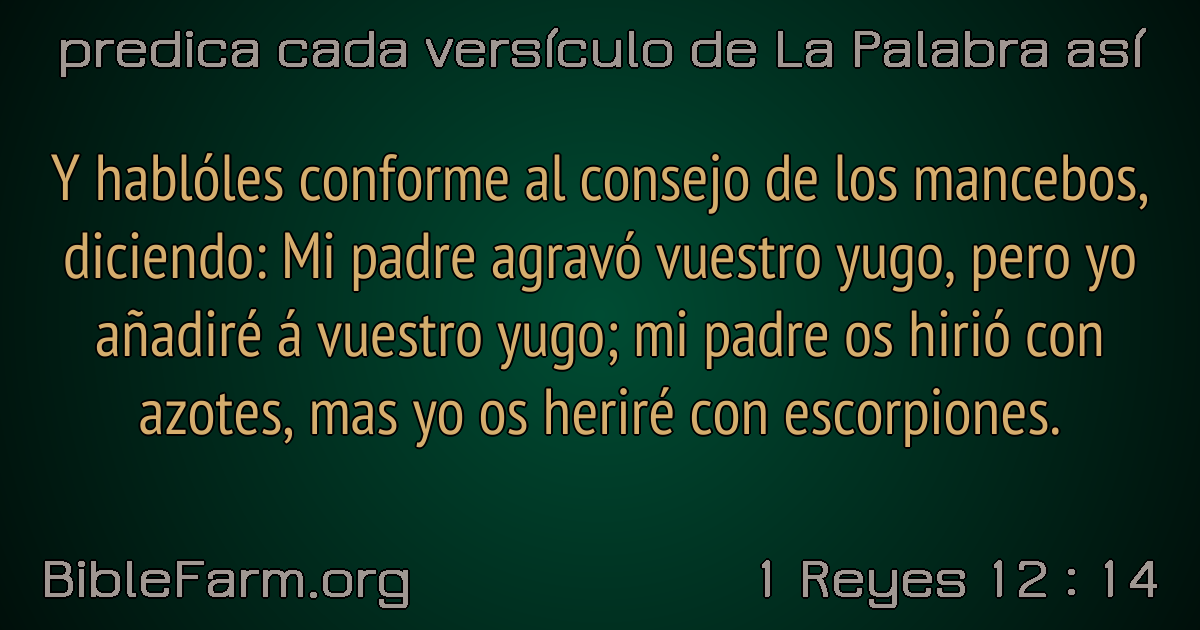 predica cada versículo de La Palabra así
Y hablóles conforme al consejo de los mancebos,
diciendo: Mi padre agravó vuestro yugo, pero yo
añadiré á vuestro yugo; mi padre os hirió con
azotes, mas yo os heriré con escorpiones.
BibleFarm.org
1 Reyes 12 : 14